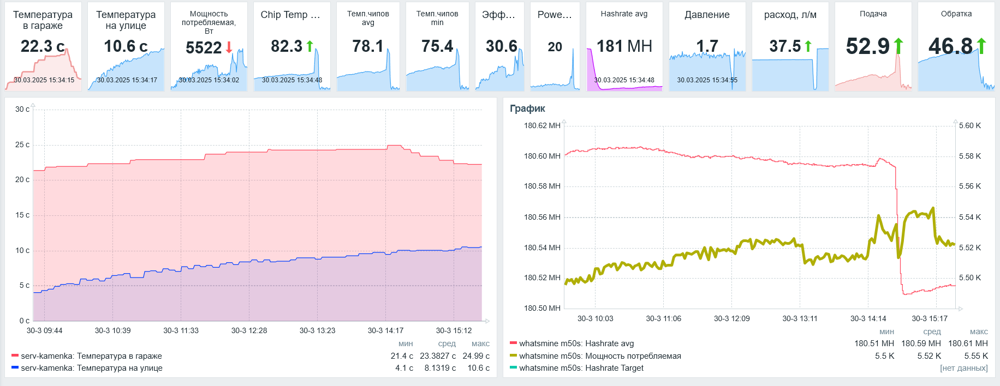 Температура
в гараже
22.3 c
30.03.2025 15:34:15
Температура
на улице
10.6 c
30.03.2025 15:34:17
Мощность
потребляемая,
Вт
5522
30.03.2025 15:34:02
Chip Temp ...
82.3
30.03.2025 15:34:48
Темп.чипов
avg
78.1
Темп.чипов
min
75.4
Эфф...
30.6
Powe...
20
Hashrate avg
181 MH
30.03.2025 15:34:48
Давление
1.7
30.03.2025 15:34:55
расход, л/м
37.5
Подача
52.9
Обратка
46.8
30 c
25 c
20 c
15 c
10 c
5 c
0 c
30-3 09:44
30-3 10:39
30-3 11:33
30-3 12:28
30-3 13:23
30-3 14:17
30-3 15:12
мин сред макс
serv-kamenka: Температура в гараже 21.4 c 23.3827 c 24.99 c
serv-kamenka: Температура на улице 4.1 c 8.1319 c 10.6 c
График
180.62 MH
180.60 MH
180.58 MH
180.56 MH
180.54 MH
180.52 MH
180.50 MH
5.60 K
5.58 K
5.56 K
5.54 K
5.52 K
5.50 K
30-3 10:03
30-3 11:06
30-3 12:09
30-3 13:11
30-3 14:14
30-3 15:17
мин сред макс
whatsmine m50s: Hashrate avg 180.51 MH 180.59 MH 180.61 MH
whatsmine m50s: Мощность потребляемая 5.5 K 5.52 K 5.55 K
whatsmine m50s: Hashrate Target [нет данных]